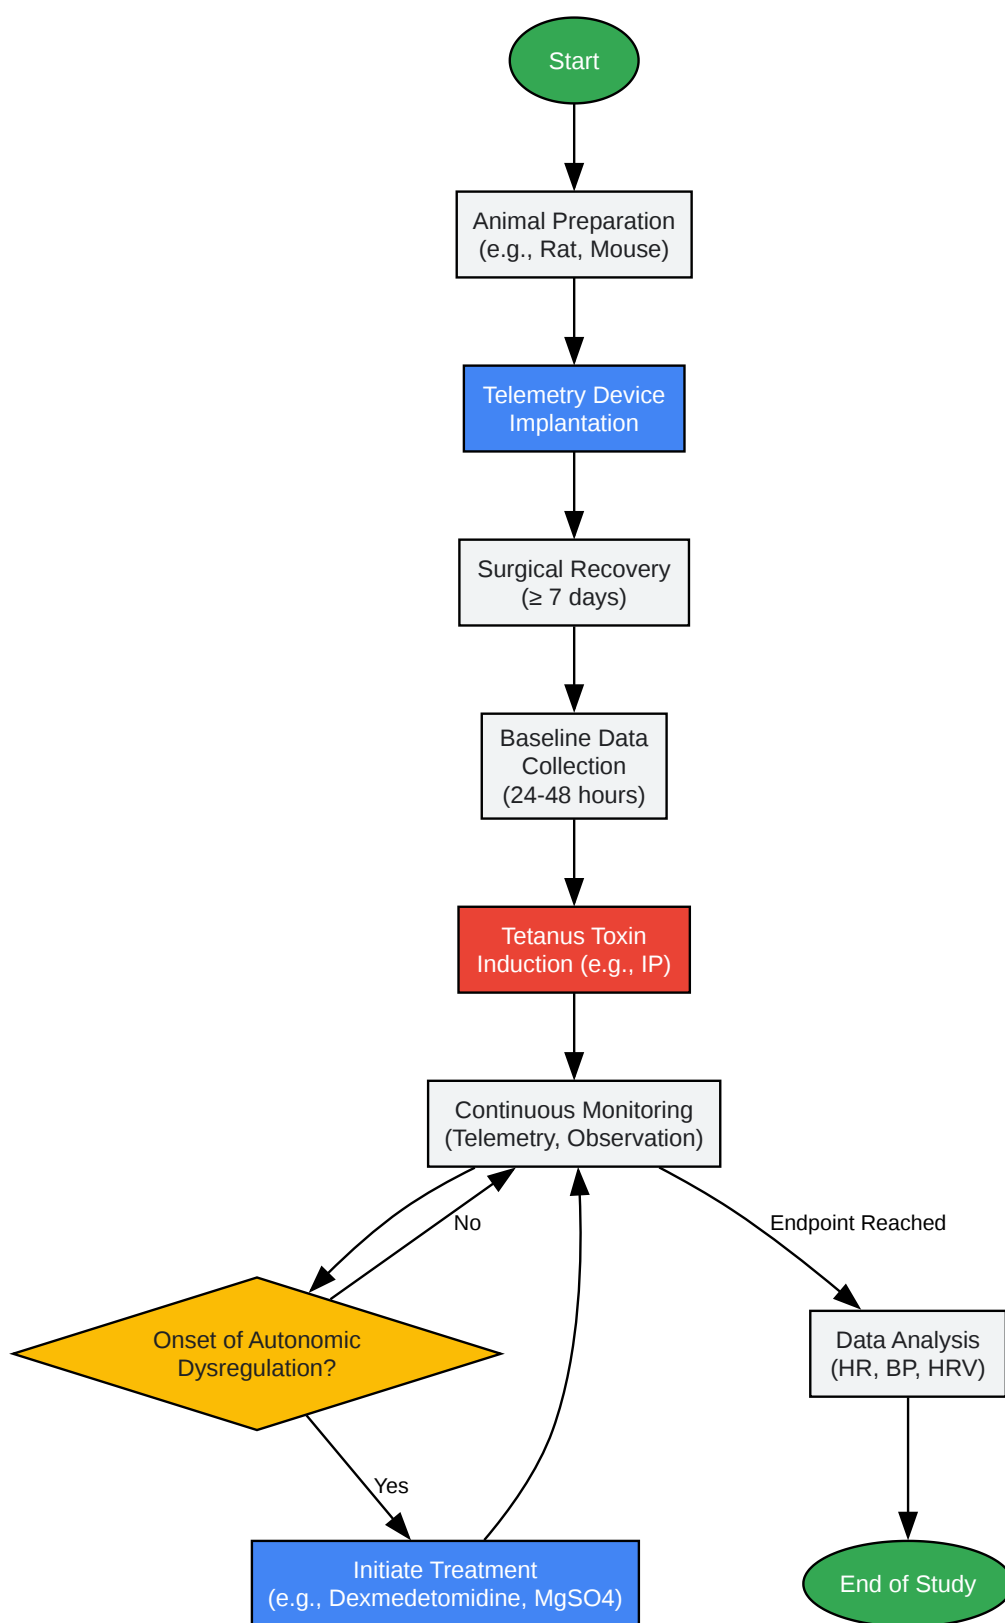 Start
Animal Preparation
(e.g., Rat, Mouse)
Telemetry Device
Implantation
Surgical Recovery
(≥ 7 days)
Baseline Data
Collection
(24-48 hours)
Tetanus Toxin
Induction (e.g., IP)
Continuous Monitoring
(Telemetry, Observation)
No
Endpoint Reached
Onset of Autonomic
Dysregulation?
Data Analysis
(HR, BP, HRV)
Yes
Initiate Treatment
(e.g., Dexmedetomidine, MgSO4)
End of Study